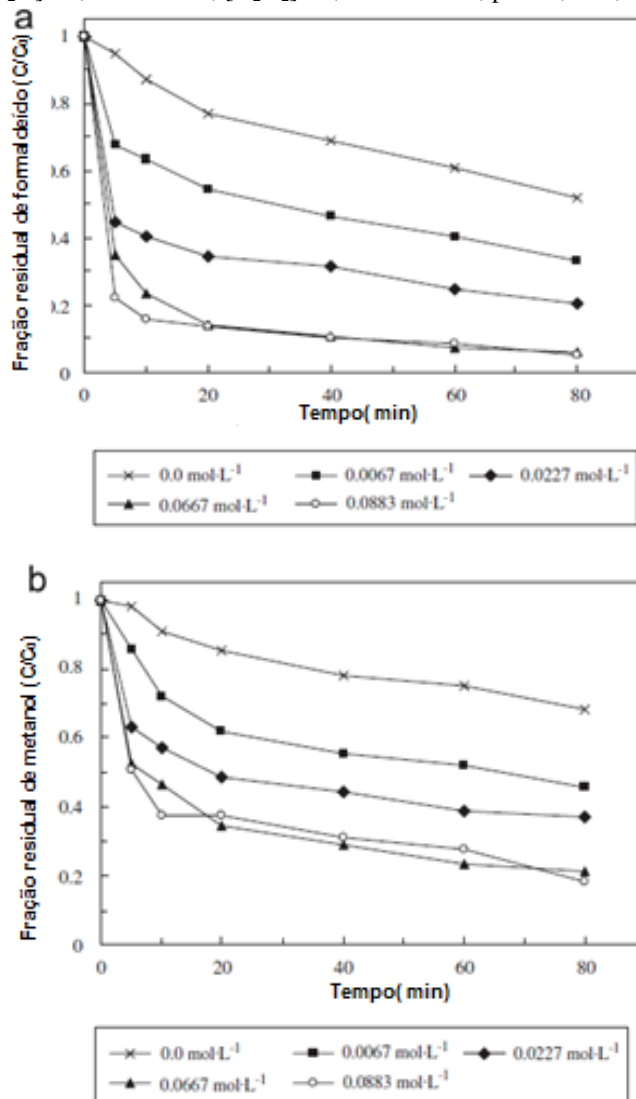 a
Fração residual de formaldeído (C/C₀)
1
0.8
0.6
0.4
0.2
0
0 20 40 60 80
Tempo( min)
0.0 mol·L⁻¹ 0.0067 mol·L⁻¹ 0.0227 mol·L⁻¹
0.0667 mol·L⁻¹ 0.0883 mol·L⁻¹
b
Fração residual de metanol (C/C₀)
1
0.8
0.6
0.4
0.2
0
0 20 40 60 80
Tempo( min)
0.0 mol·L⁻¹ 0.0067 mol·L⁻¹ 0.0227 mol·L⁻¹
0.0667 mol·L⁻¹ 0.0883 mol·L⁻¹